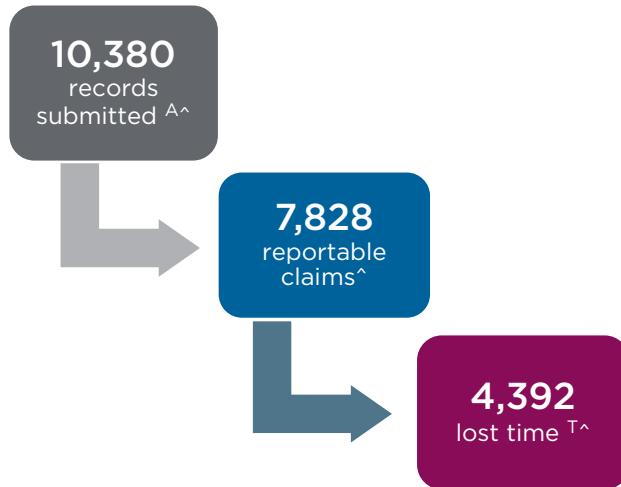 10,380
records
submitted A^
7,828
reportable
claims^
4,392
lost time T^